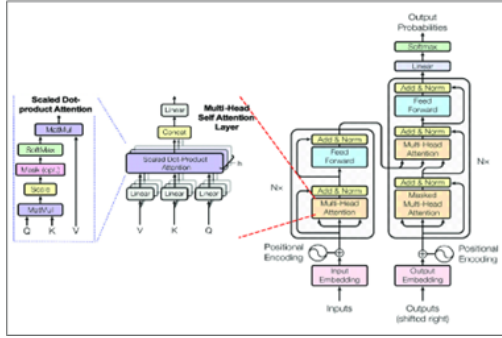 Scaled Dot-
product Attention
MatMul
SoftMax
Mask (opt.)
Scale
MatMul
Q K V
Linear
Concat
Multi-Head
Self Attention
Layer
Scaled Dot-Product
Attention
h
Linear Linear Linear
V K Q
Add & Norm
Feed
Forward
Nx
Add & Norm
Multi-Head
Attention
Positional
Encoding
Input
Embedding
Inputs
Output
Probabilities
Softmax
Linear
Add & Norm
Feed
Forward
Add & Norm
Multi-Head
Attention
Nx
Add & Norm
Masked
Multi-Head
Attention
Positional
Encoding
Output
Embedding
Outputs
(shifted right)